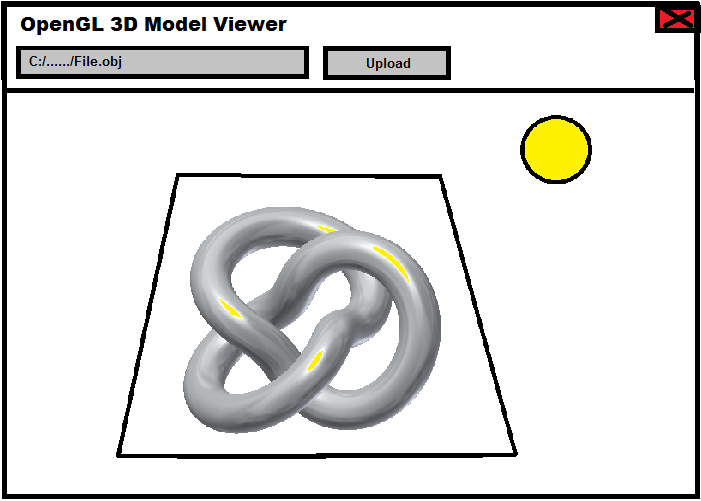 OpenGL 3D Model Viewer
C:/....../File.obj
Upload